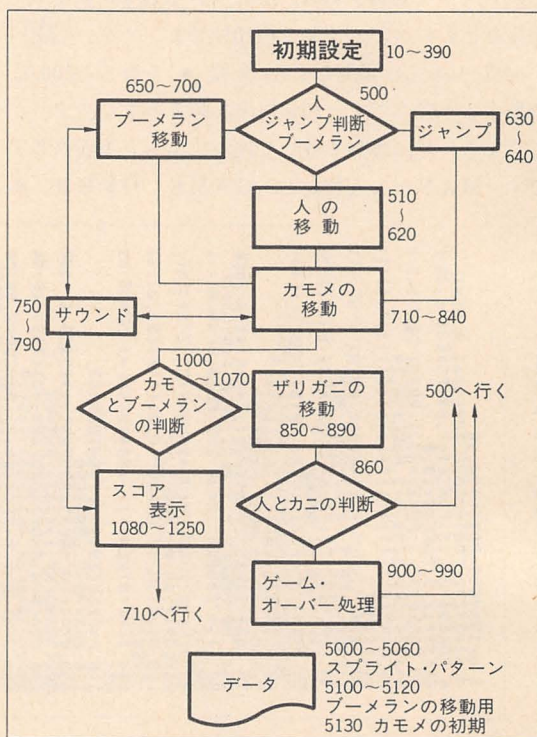 初期設定
10～390
650～700
500
ブーメラン
移動
人
ジャンプ判断
ブーメラン
ジャンプ
630
～
640
人の
移動
510
～
620
カモメの
移動
710～840
750
～
790
サウンド
1000
～1070
カモ
とブーメラン
の判断
ザリガニの
移動
850～890
500へ行く
860
人とカニの判断
スコア
表示
1080～1250
ゲーム・
オーバー処理
900～990
710へ行く
データ
5000～5060
スプライト・パターン
5100～5120
ブーメランの移動用
5130 カモメの初期